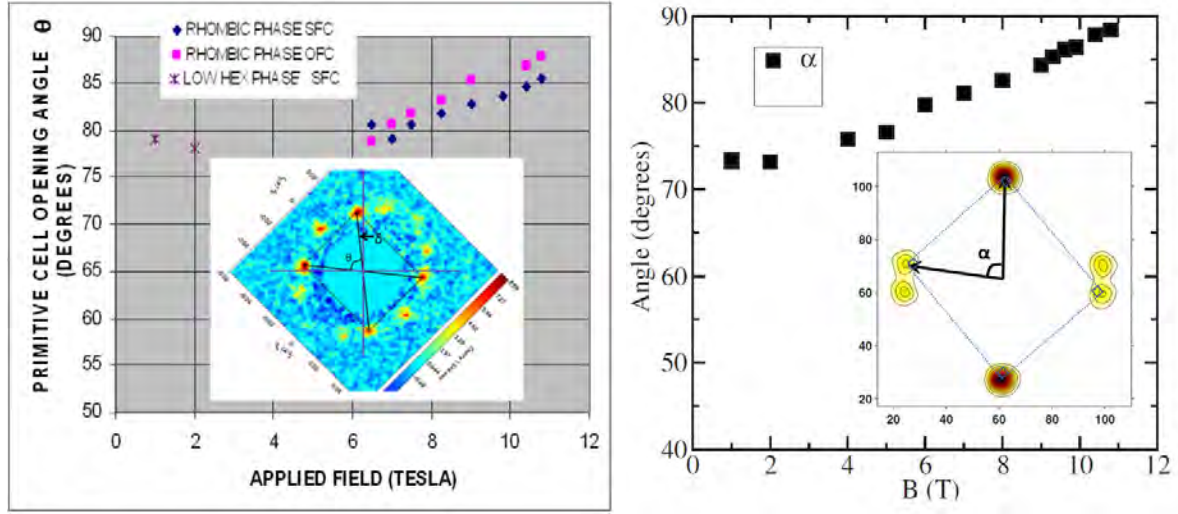 RHOMBIC PHASE SFC
RHOMBIC PHASE OFC
LOW HEX PHASE SFC
PRIMITIVE CELL OPENING ANGLE θ
(DEGREES)
90
85
80
75
70
65
60
55
50
0 2 4 6 8 10 12
APPLIED FIELD (TESLA)
θ
δ
Angle (degrees)
90
80
70
60
50
40
0 2 4 6 8 10 12
B (T)
α
100
80
60
40
20
20 40 60 80 100
α